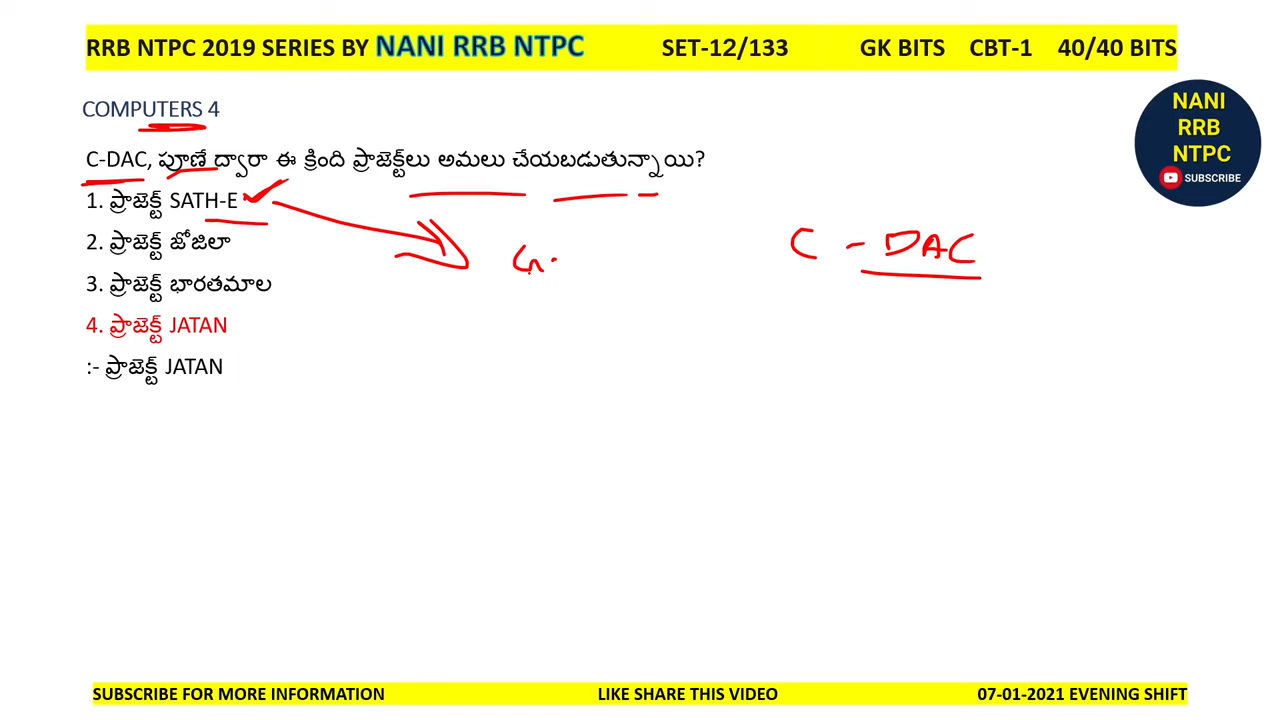 RRB NTPC 2019 SERIES BY NANI RRB NTPC SET-12/133 GK BITS CBT-1 40/40 BITS
NANI
RRB
NTPC
SUBSCRIBE
COMPUTERS 4
C-DAC, పూణే ద్వారా ఈ క్రింది ప్రాజెక్ట్‌లు అమలు చేయబడుతున్నాయి?
1. ప్రాజెక్ట్ SATH-E
2. ప్రాజెక్ట్ జోజిలా
3. ప్రాజెక్ట్ భారతమాల
4. ప్రాజెక్ట్ JATAN
:- ప్రాజెక్ట్ JATAN
C - DAC
SUBSCRIBE FOR MORE INFORMATION LIKE SHARE THIS VIDEO 07-01-2021 EVENING SHIFT